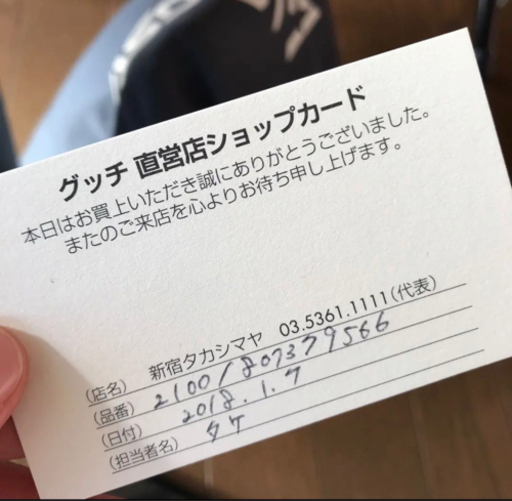 グッチ 直営店ショップカード
本日はお買上いただき誠にありがとうございました。
またのご来店を心よりお待ち申し上げます。
(店名) 新宿タカシマヤ 03.5361.1111(代表)
(品番) 2100/807379566
(日付) 2018.1.7
(担当者名) タケ